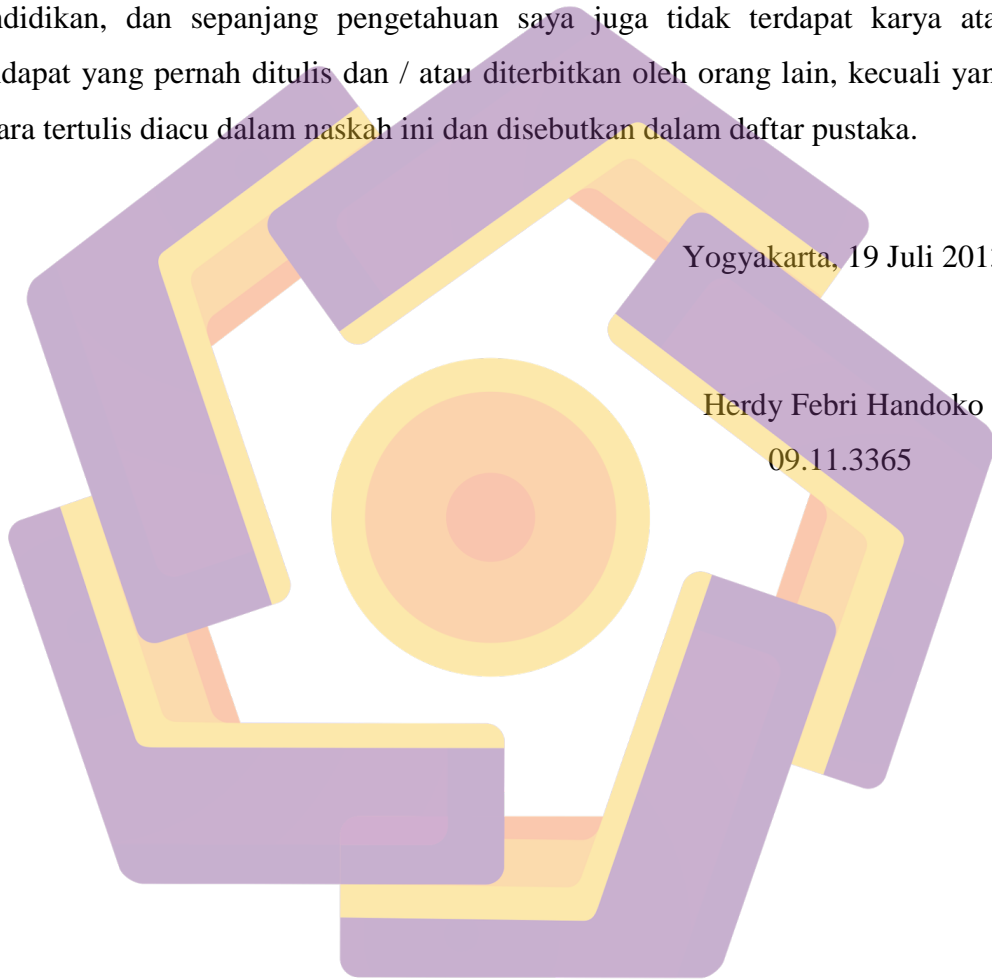 ndidikan, dan sepanjang pengetahuan saya juga tidak terdapat karya ata
ndapat yang pernah ditulis dan / atau diterbitkan oleh orang lain, kecuali yan
ara tertulis diacu dalam naskah ini dan disebutkan dalam daftar pustaka.
Yogyakarta, 19 Juli 201
Herdy Febri Handoko
09.11.3365